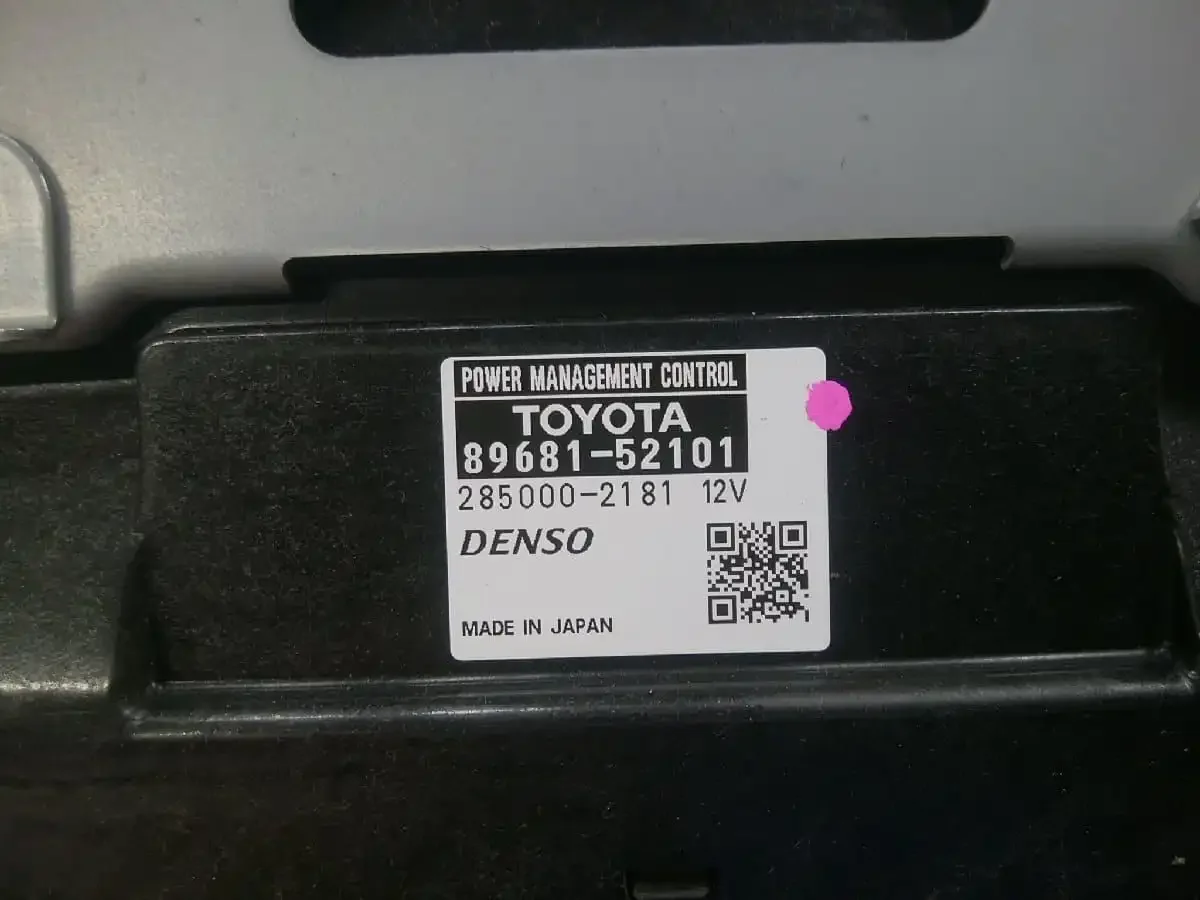 POWER MANAGEMENT CONTROL
TOYOTA
89681-52101
285000-2181 12V
DENSO
MADE IN JAPAN